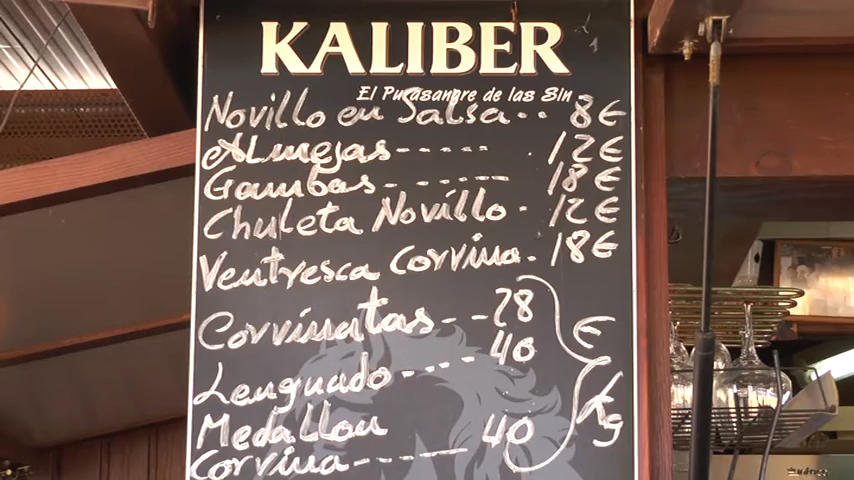 KALIBER
El Purasangre de las Sin
Novillo en Salsa -- 8€
ALmejas ----- 12€
Gambas ----- 18€
Chuleta Novillo - 12€
Ventresca Corvina. 18€
Corvinatas -- 28
Lenguado ---- 40
Medallon
Corvina ---- 40
€/Kg